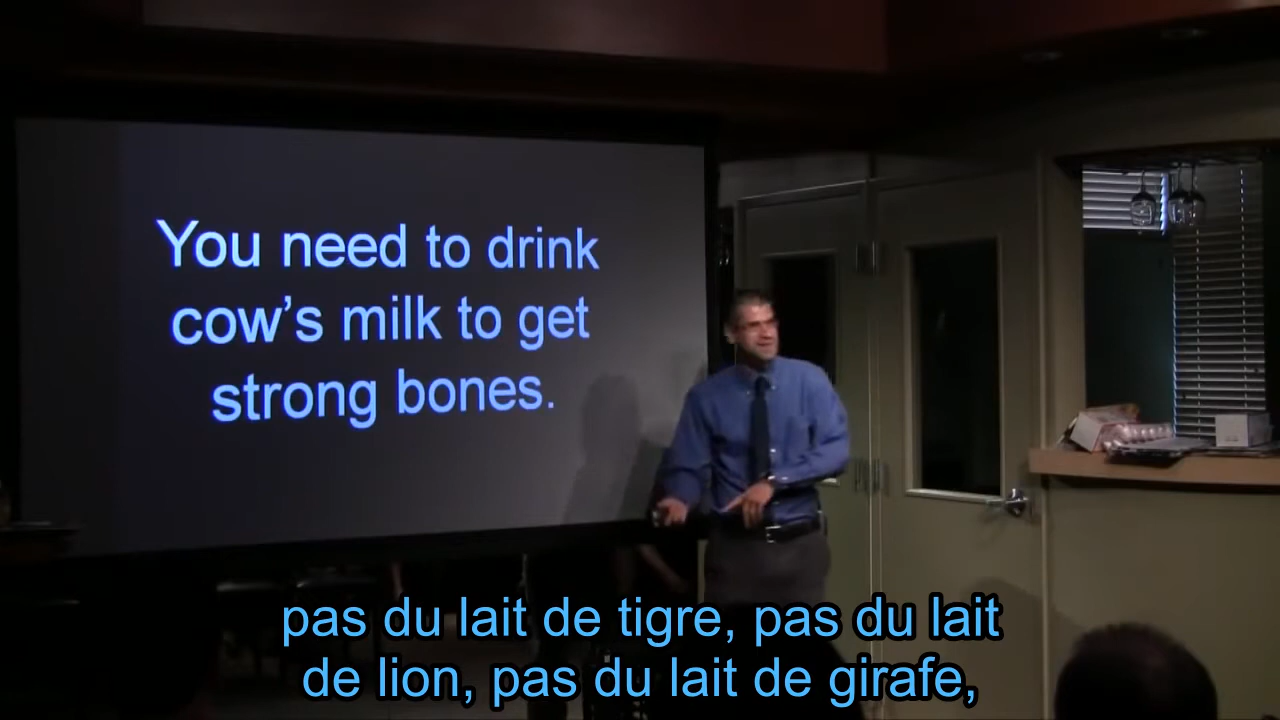 You need to drink
cow's milk to get
strong bones.
pas du lait de tigre, pas du lait
de lion, pas du lait de girafe,